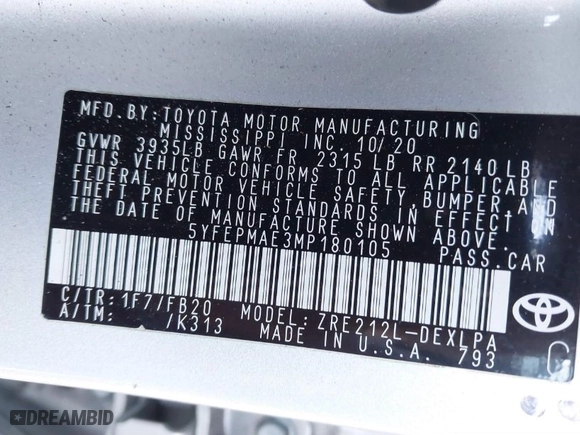 MFD. BY: TOYOTA MOTOR MANUFACTURING
MISSISSIPPI INC. 10/20
GVWR 3935LB GAWR FR 2315 LB RR 2140 LB
THIS VEHICLE CONFORMS TO ALL APPLICABLE
FEDERAL MOTOR VEHICLE SAFETY, BUMPER AND
THEFT PREVENTION STANDARDS IN EFFECT ON
THE DATE OF MANUFACTURE SHOWN ABOVE.
5YFEPMAE3MP180105 PASS.CAR
C/TR: 1F7/FB20 MODEL: ZRE212L-DEXLPA
A/TM: /K313 MADE IN U.S.A. 793
TOYOTA
C
DREAMBID